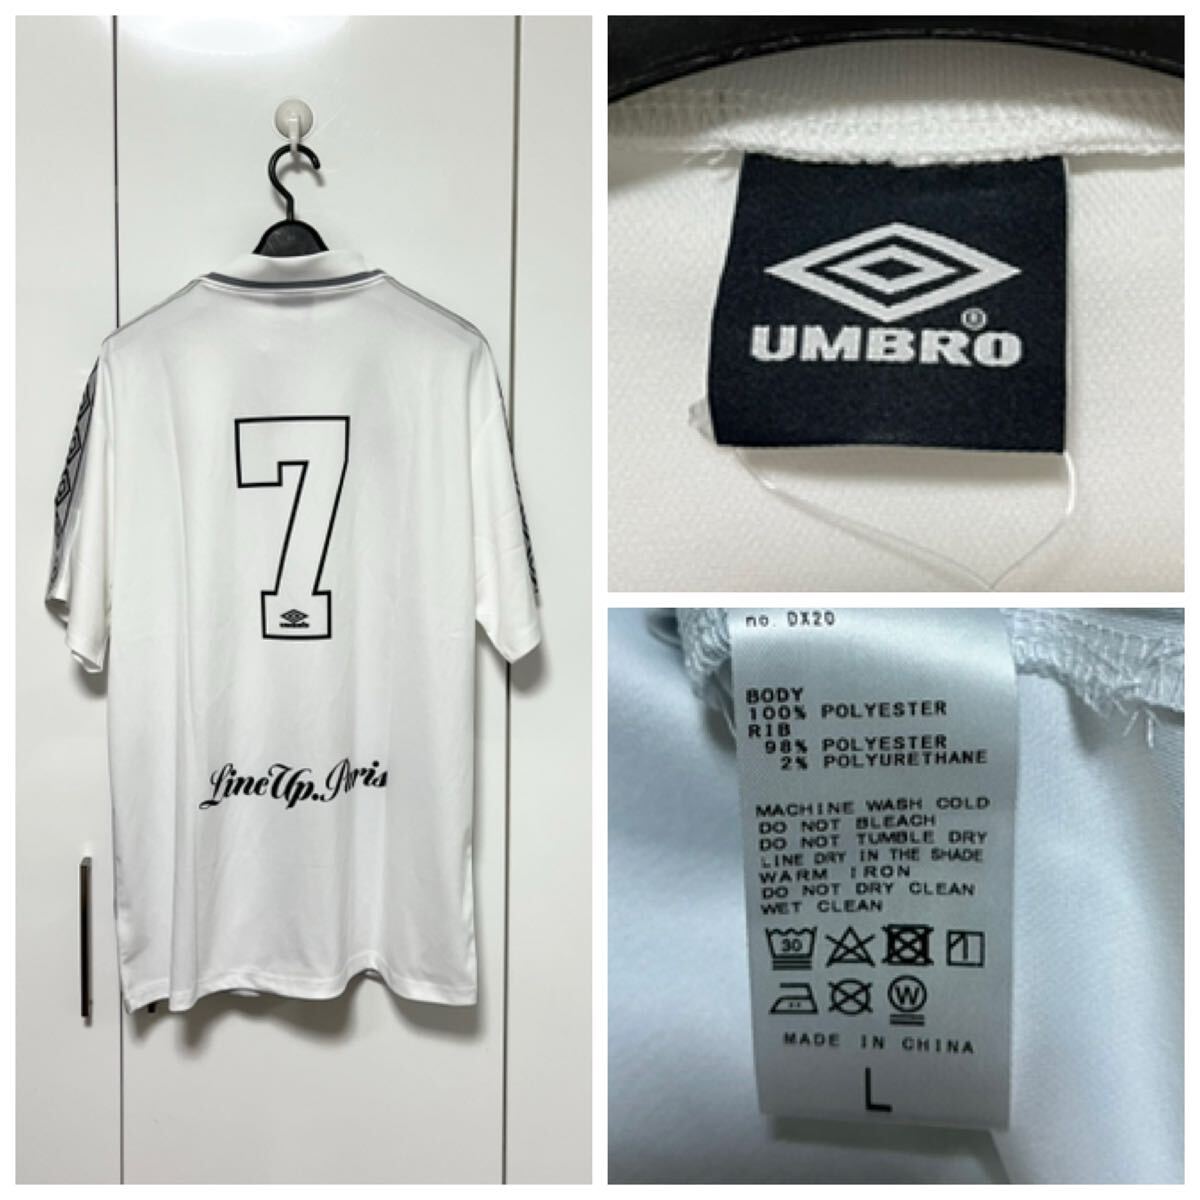 7
umbro
Line Up.. Paris
UMBRO®
no. DX20
BODY
100% POLYESTER
RIB
98% POLYESTER
2% POLYURETHANE
MACHINE WASH COLD
DO NOT BLEACH
DO NOT TUMBLE DRY
LINE DRY IN THE SHADE
WARM IRON
DO NOT DRY CLEAN
WET CLEAN
30
W
MADE IN CHINA
L